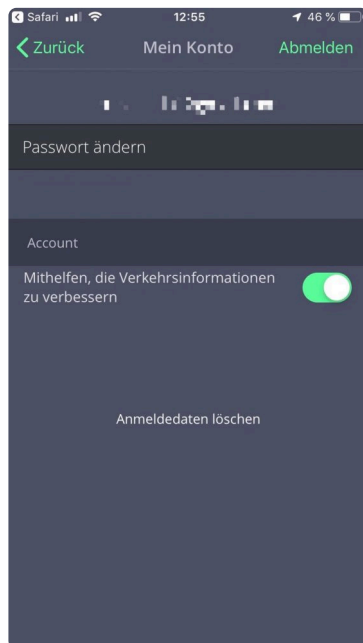 Safari
12:55
46 %
Zurück
Mein Konto
Abmelden
Passwort ändern
Account
Mithelfen, die Verkehrsinformationen
zu verbessern
Anmeldedaten löschen